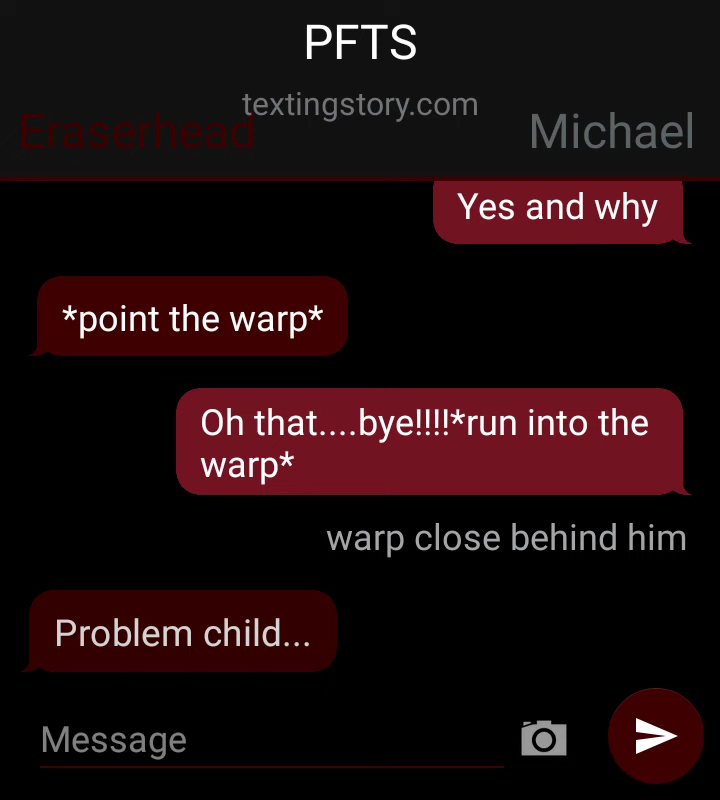 PFTS
textingstory.com
Eraserhead
Michael
Yes and why
*point the warp*
Oh that....bye!!!!*run into the
warp*
warp close behind him
Problem child...
Message